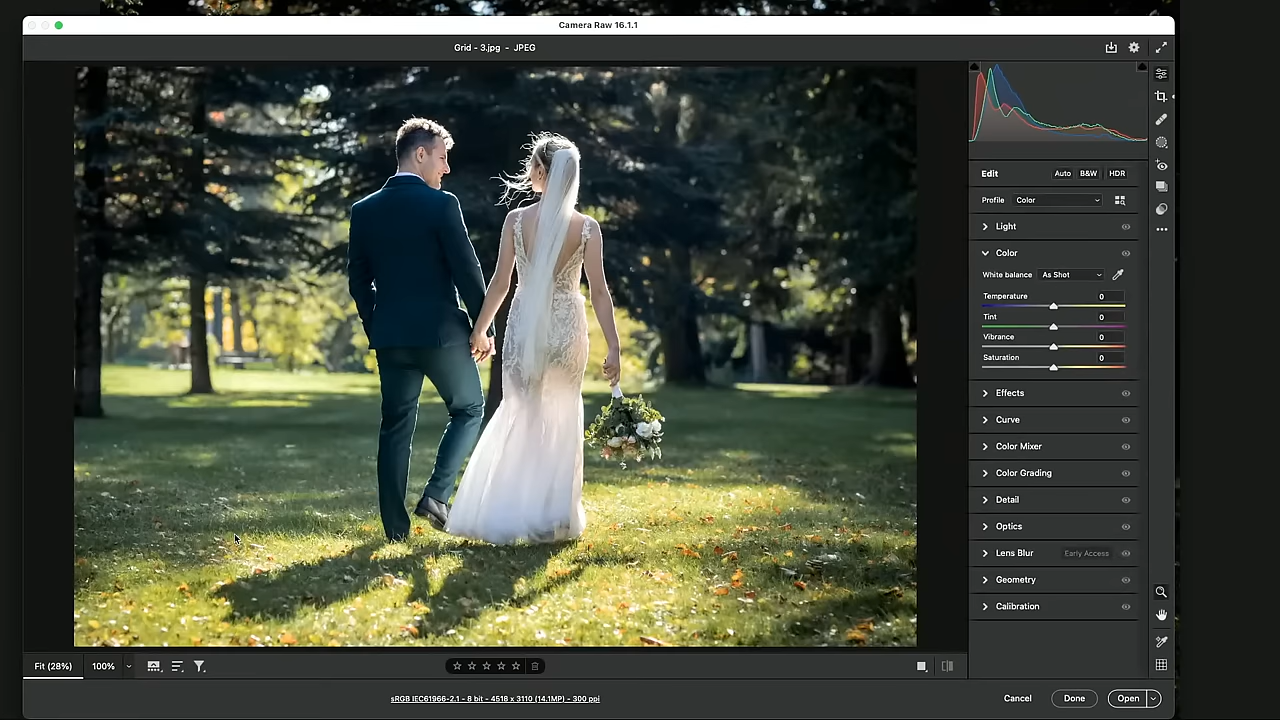 Camera Raw 16.1.1
Grid - 3.jpg - JPEG
Edit Auto B&W HDR
Profile Color
Light
Color
White balance As Shot
Temperature 0
Tint 0
Vibrance 0
Saturation 0
Effects
Curve
Color Mixer
Color Grading
Detail
Optics
Lens Blur Early Access
Geometry
Calibration
Fit (28%) 100%
sRGB IEC61966-2.1 - 8 bit - 4518 x 3110 (14.1MP) - 300 ppi
Cancel Done Open